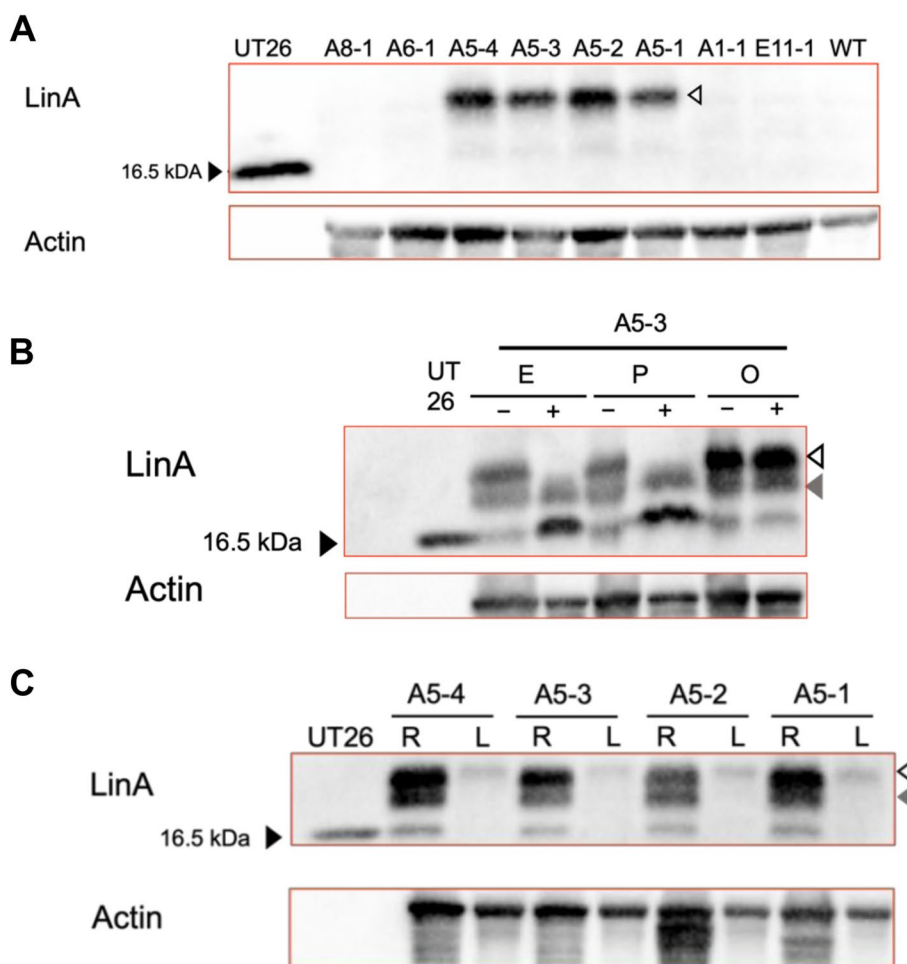 A
UT26 A8-1 A6-1 A5-4 A5-3 A5-2 A5-1 A1-1 E11-1 WT
LinA
16.5 kDA
Actin
B
A5-3
UT 26
E P O
− + − + − +
LinA
16.5 kDa
Actin
C
A5-4 A5-3 A5-2 A5-1
UT26 R L R L R L R L
LinA
16.5 kDa
Actin